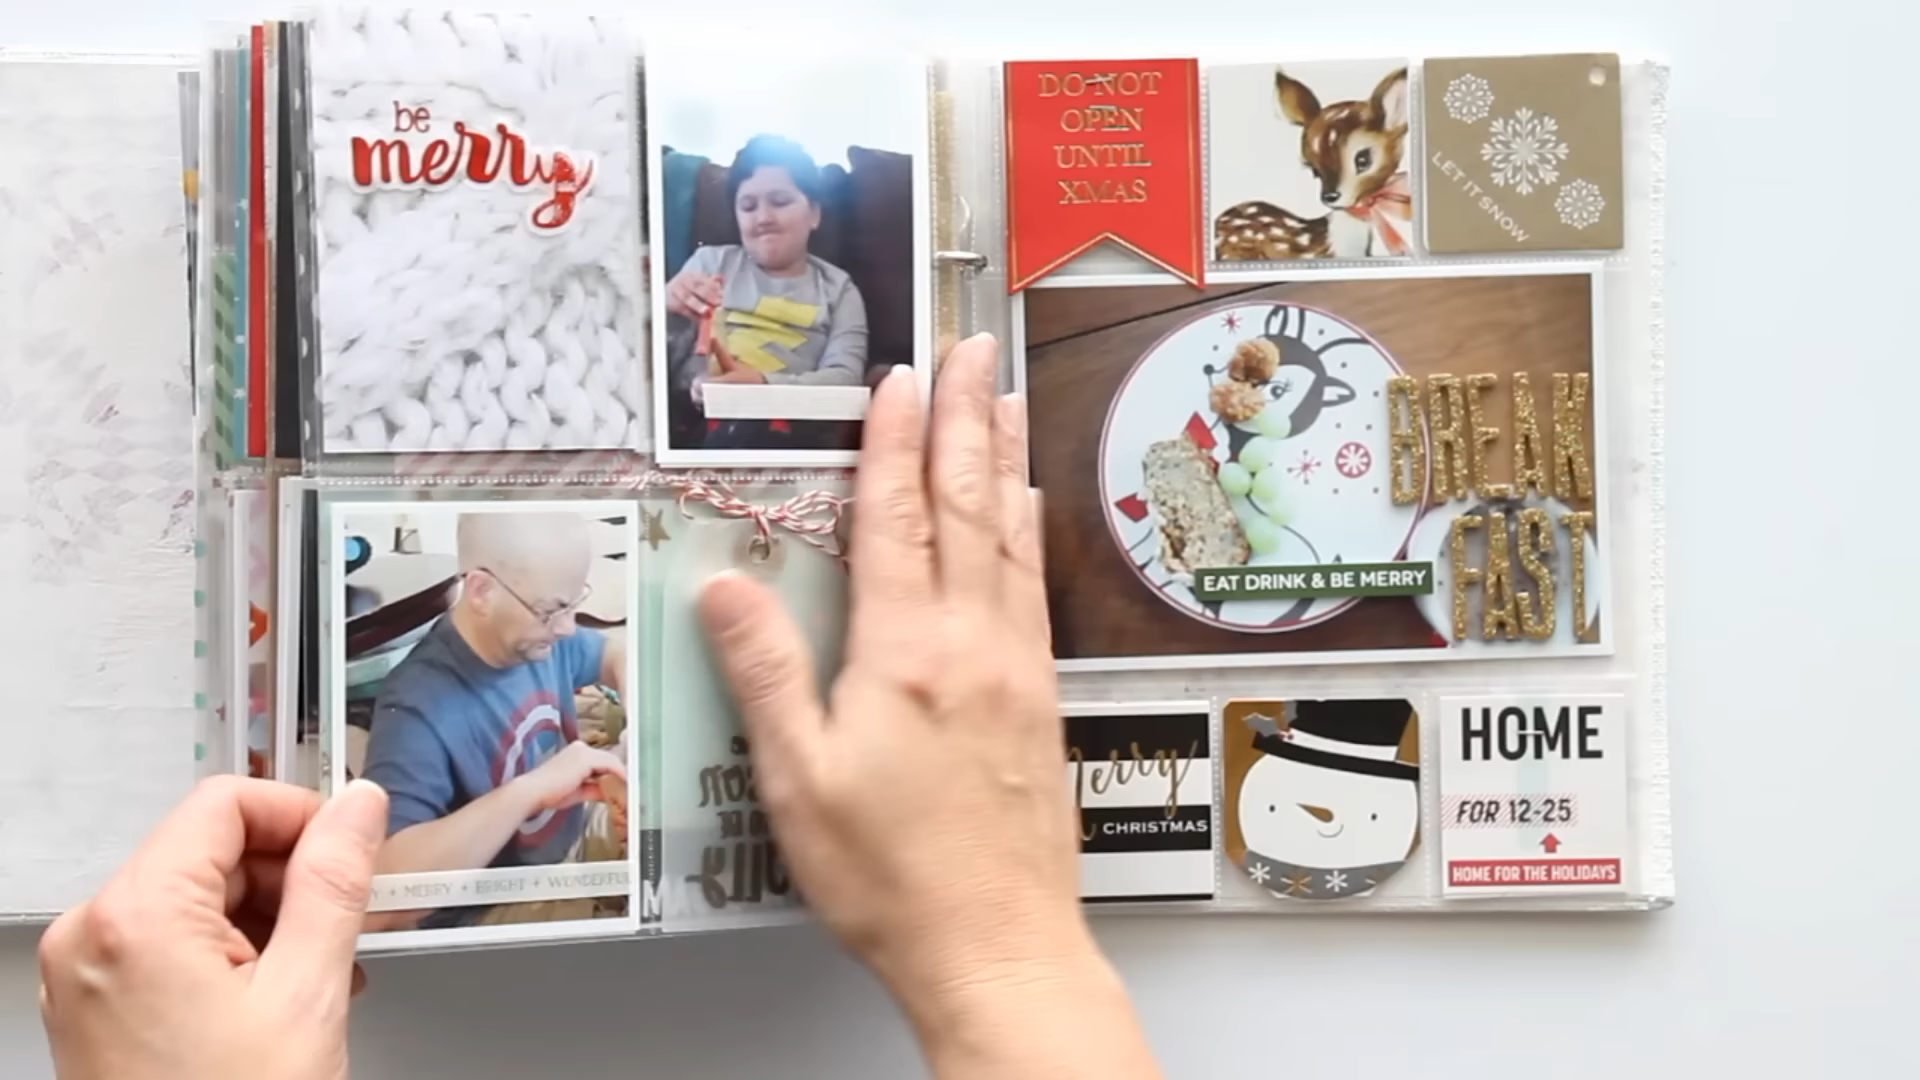 be
merry
DO NOT
OPEN
UNTIL
XMAS
LET IT SNOW
BREAK
FAST
EAT DRINK & BE MERRY
MERRY + BRIGHT + WONDERFUL
Merry
CHRISTMAS
HOME
FOR 12-25
HOME FOR THE HOLIDAYS